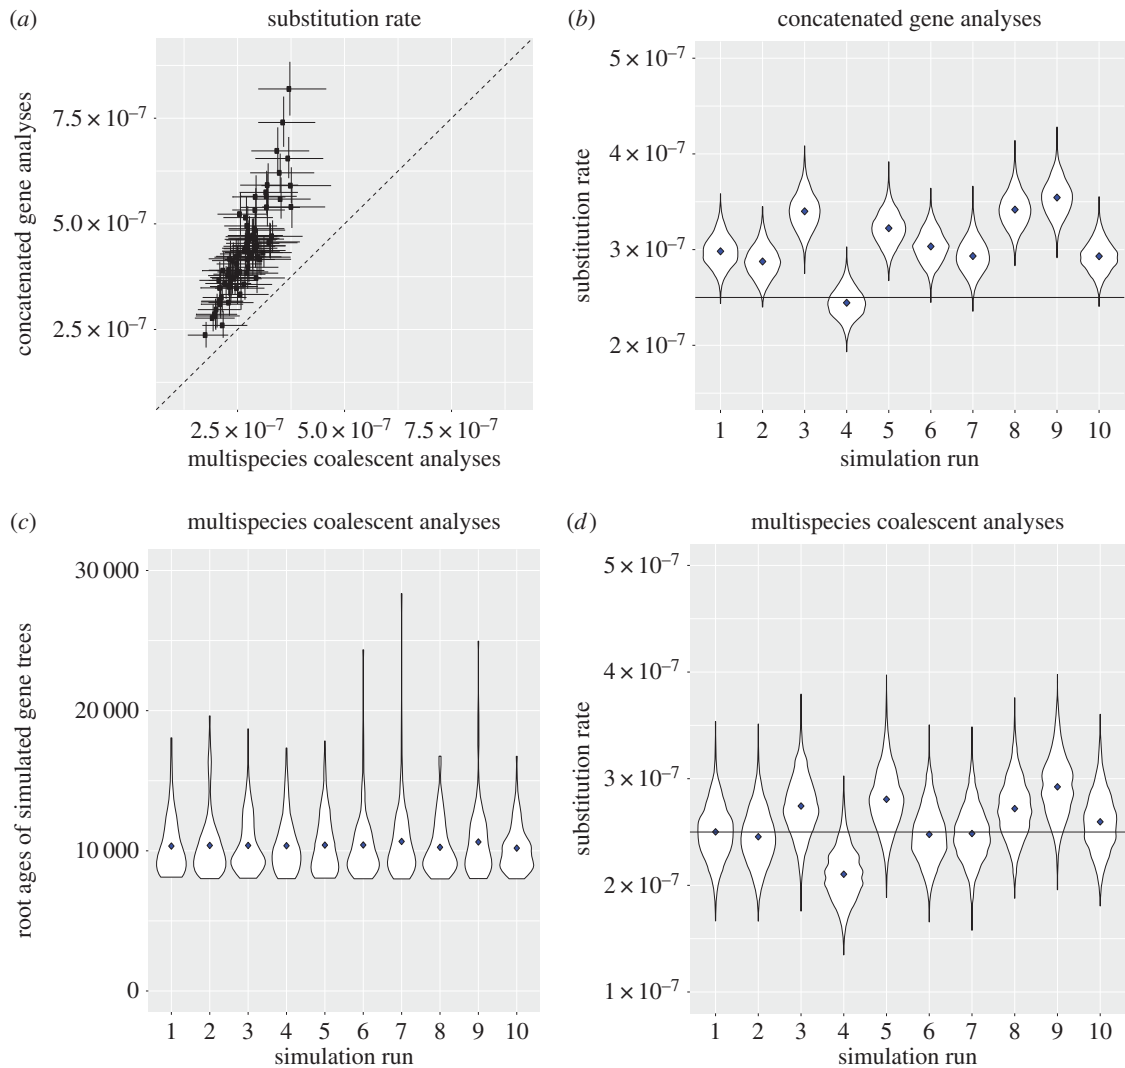 (a) substitution rate
concatenated gene analyses
7.5 × 10–7
5.0 × 10–7
2.5 × 10–7
2.5 × 10–7 5.0 × 10–7 7.5 × 10–7
multispecies coalescent analyses
(b) concatenated gene analyses
substitution rate
5 × 10–7
4 × 10–7
3 × 10–7
2 × 10–7
1 2 3 4 5 6 7 8 9 10
simulation run
(c) multispecies coalescent analyses
root ages of simulated gene trees
30 000
20 000
10 000
0
1 2 3 4 5 6 7 8 9 10
simulation run
(d) multispecies coalescent analyses
substitution rate
5 × 10–7
4 × 10–7
3 × 10–7
2 × 10–7
1 × 10–7
1 2 3 4 5 6 7 8 9 10
simulation run